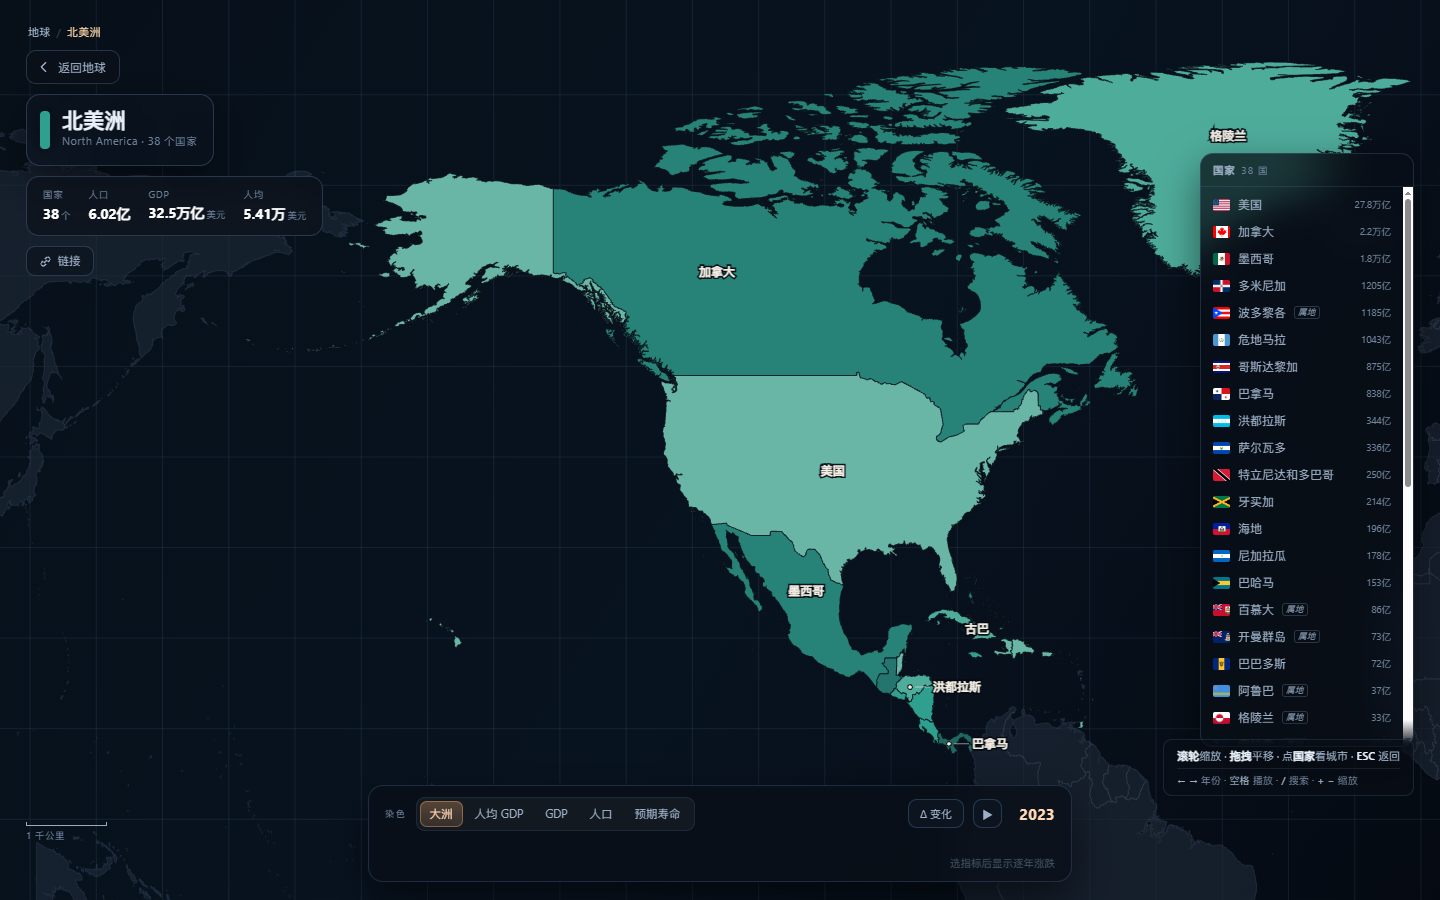 地球 / 北美洲
返回地球
北美洲
North America · 38 个国家
国家 人口 GDP 人均
38 个 6.02亿 32.5万亿 美元 5.41万 美元
链接
格陵兰
加拿大
美国
墨西哥
古巴
洪都拉斯
巴拿马
国家 38 国
美国 27.8万亿
加拿大 2.2万亿
墨西哥 1.8万亿
多米尼加 1205亿
波多黎各 属地 1185亿
危地马拉 1043亿
哥斯达黎加 875亿
巴拿马 838亿
洪都拉斯 344亿
萨尔瓦多 336亿
特立尼达和多巴哥 250亿
牙买加 214亿
海地 196亿
尼加拉瓜 178亿
巴哈马 153亿
百慕大 属地 86亿
开曼群岛 属地 73亿
巴巴多斯 72亿
阿鲁巴 属地 37亿
格陵兰 属地 33亿
滚轮缩放 · 拖拽平移 · 点国家看城市 · ESC 返回
← → 年份 · 空格 播放 · / 搜索 · + − 缩放
染色 大洲 人均 GDP GDP 人口 预期寿命 Δ 变化 2023
选指标后显示逐年涨跌
1 千公里